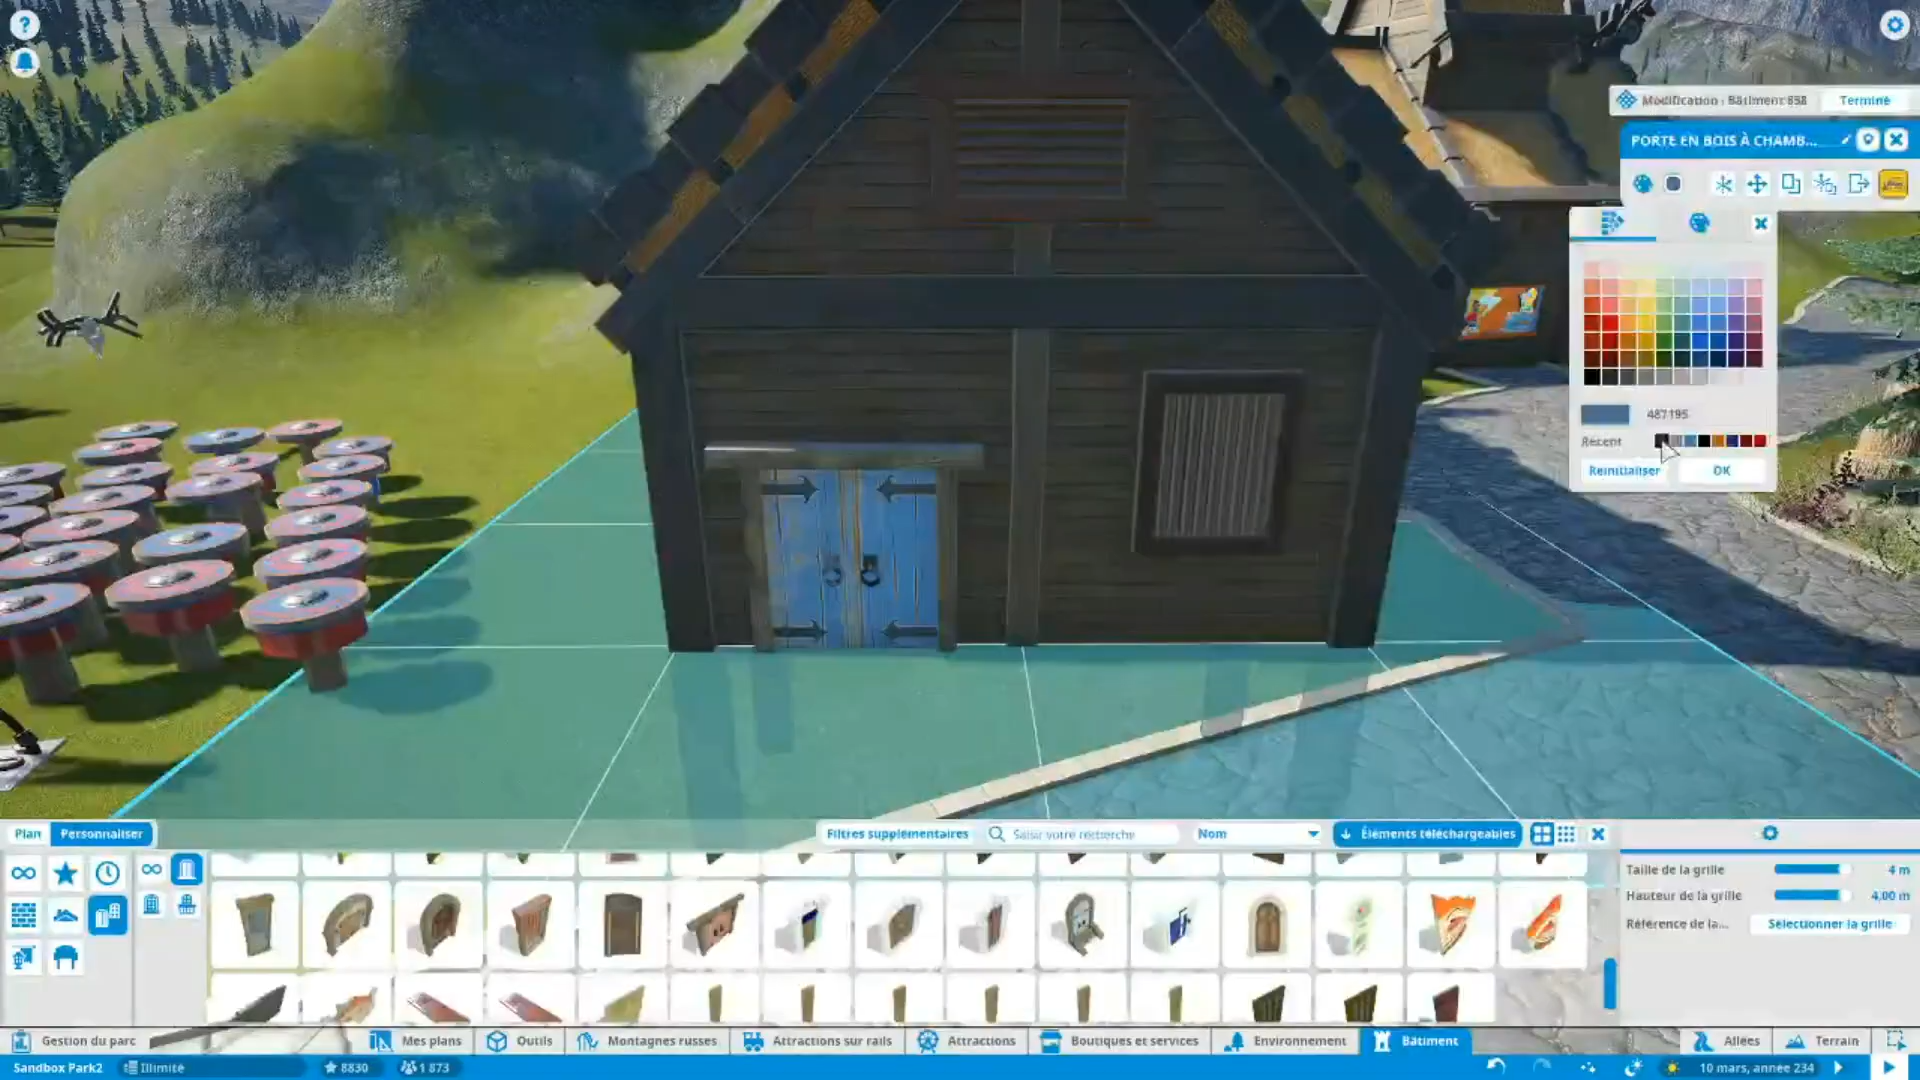 Modification : Bâtiment 858
Terminé
PORTE EN BOIS À CHAMB...
487195
Récent
Réinitialiser
OK
Plan
Personnaliser
Filtres supplémentaires
Saisir votre recherche
Nom
Éléments téléchargeables
Taille de la grille
4 m
Hauteur de la grille
4,00 m
Référence de la...
Sélectionner la grille
Gestion du parc
Mes plans
Outils
Montagnes russes
Attractions sur rails
Attractions
Boutiques et services
Environnement
Bâtiment
Allées
Terrain
Sandbox Park2
Illimité
8830
1 873
10 mars, année 234